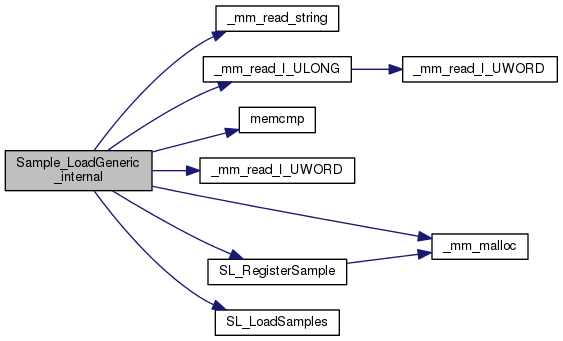 _mm_read_string
_mm_read_I_ULONG
_mm_read_I_UWORD
memcmp
Sample_LoadGeneric
_internal
_mm_read_I_UWORD
_mm_malloc
SL_RegisterSample
SL_LoadSamples